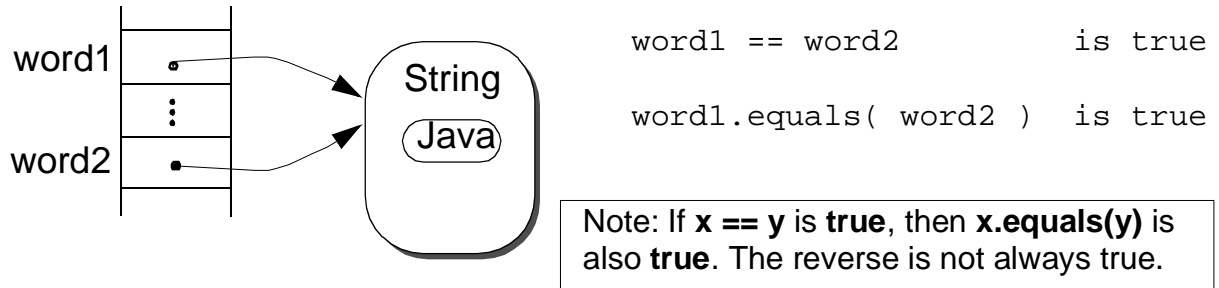 word1
word2
String
Java
word1 == word2 is true
word1.equals( word2 ) is true
Note: If x == y is true, then x.equals(y) is
also true. The reverse is not always true.